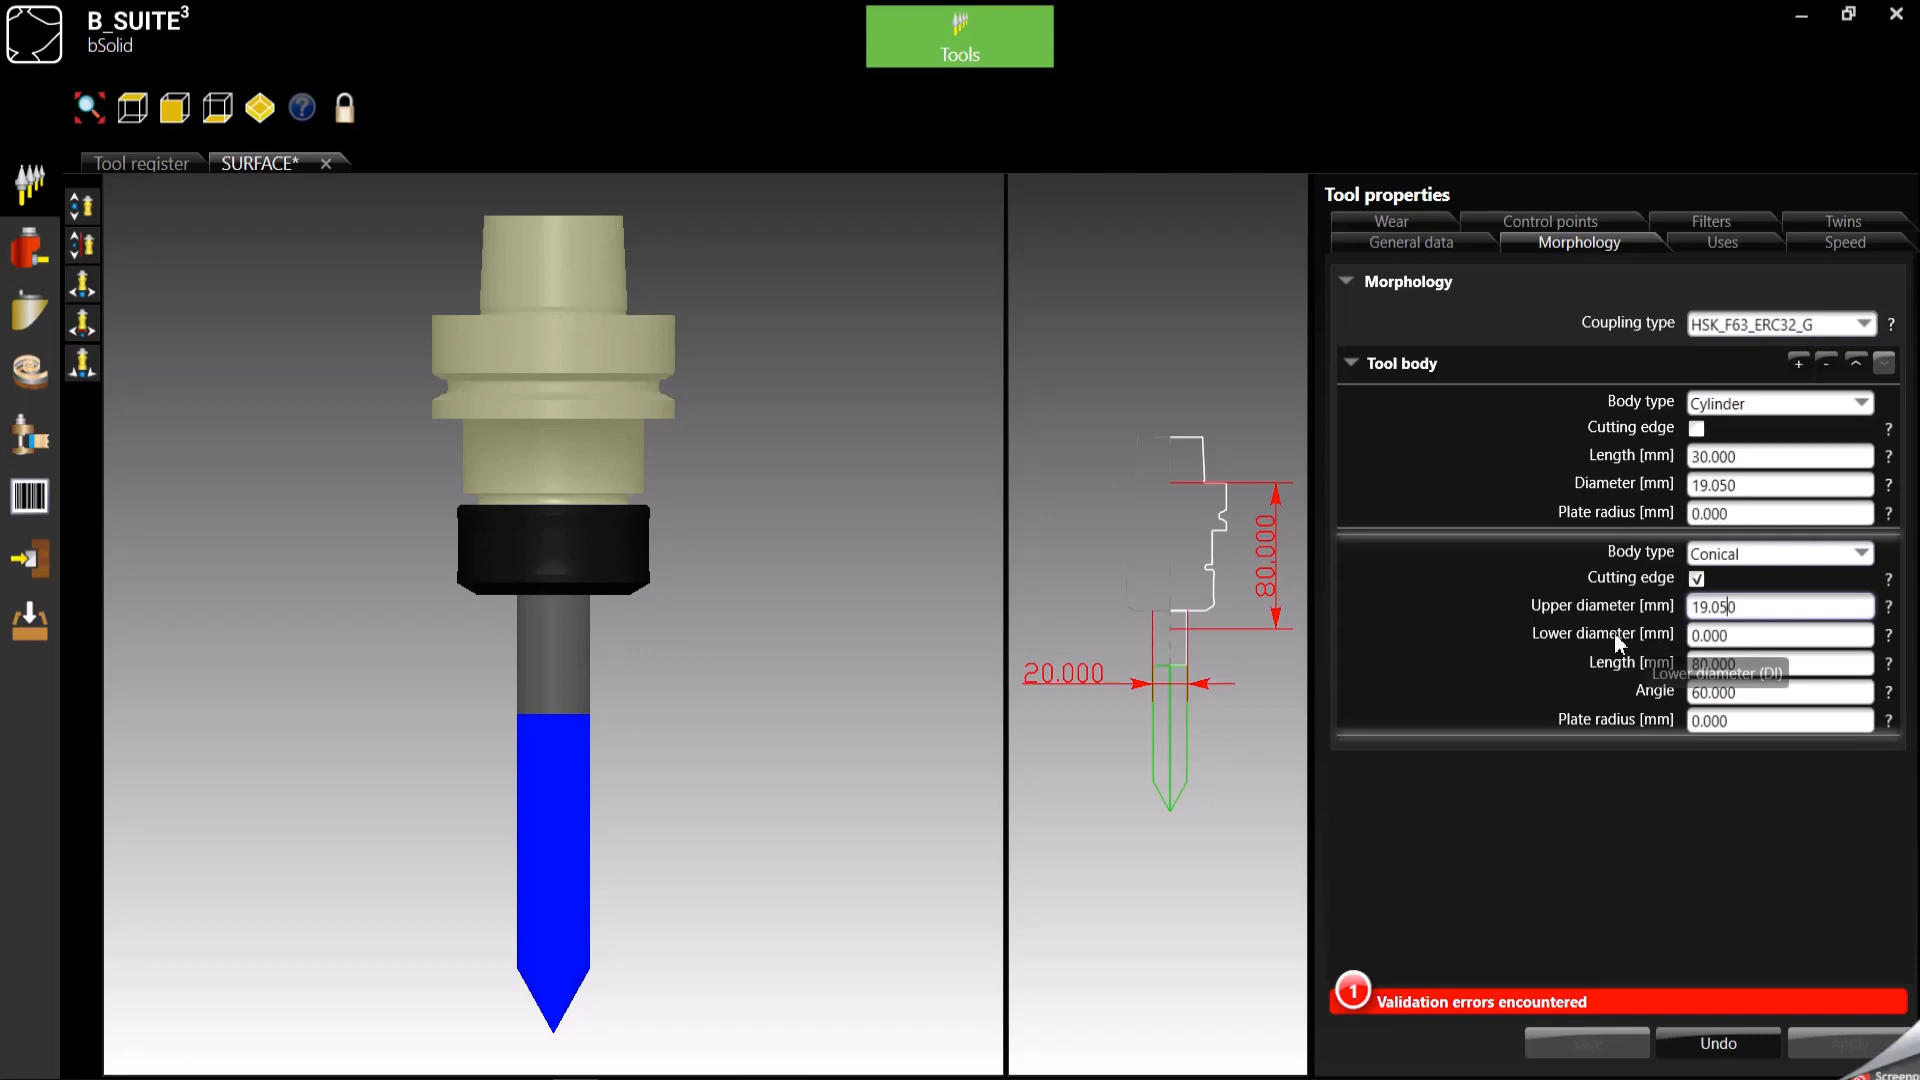 B_SUITE³
bSolid
Tools
Tool register
SURFACE*
Tool properties
Wear
Control points
Filters
Twins
General data
Morphology
Uses
Speed
Morphology
Coupling type
HSK_F63_ERC32_G
?
Tool body
+
-
Body type
Cylinder
Cutting edge
?
Length [mm]
30.000
?
Diameter [mm]
19.050
?
Plate radius [mm]
0.000
?
Body type
Conical
Cutting edge
?
Upper diameter [mm]
19.050
?
Lower diameter [mm]
0.000
?
Length [mm]
80.000
?
Lower diameter (Dl)
Angle
60.000
?
Plate radius [mm]
0.000
?
80.000
20.000
1
Validation errors encountered
Save
Undo
Apply